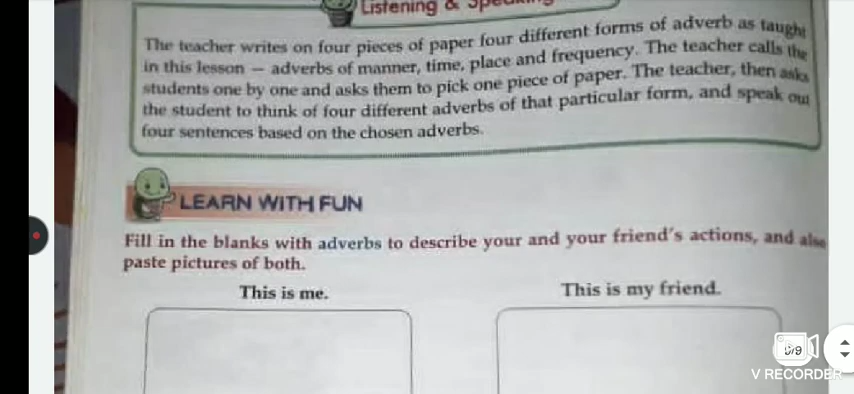 Listening &
The teacher writes on four pieces of paper four different forms of adverb as taught
in this lesson — adverbs of manner, time, place and frequency. The teacher calls the
students one by one and asks them to pick one piece of paper. The teacher, then asks
the student to think of four different adverbs of that particular form, and speak out
four sentences based on the chosen adverbs.
LEARN WITH FUN
Fill in the blanks with adverbs to describe your and your friend's actions, and also
paste pictures of both.
This is me.
This is my friend.
V RECORDER